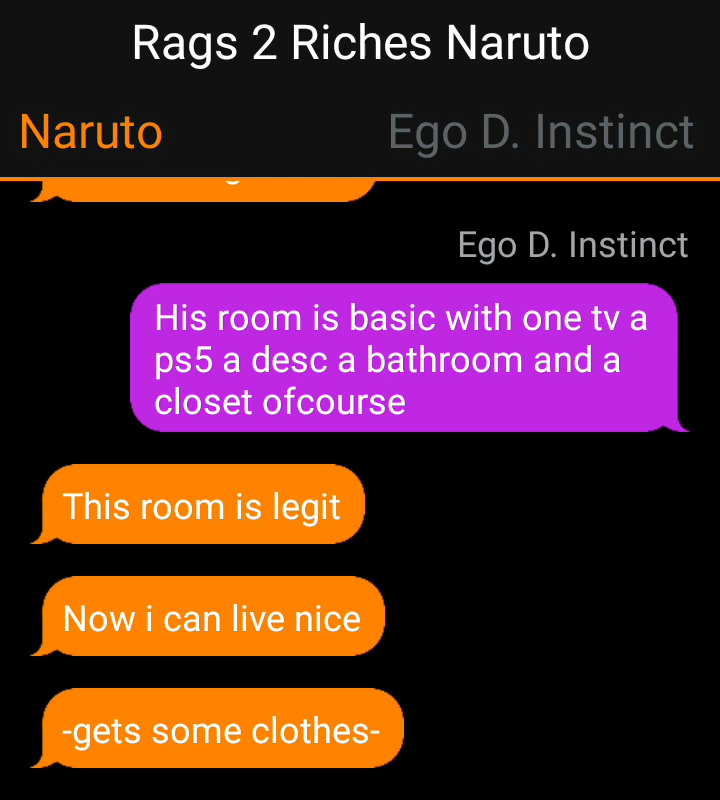 Rags 2 Riches Naruto
Naruto
Ego D. Instinct
Ego D. Instinct
His room is basic with one tv a
ps5 a desc a bathroom and a
closet ofcourse
This room is legit
Now i can live nice
-gets some clothes-